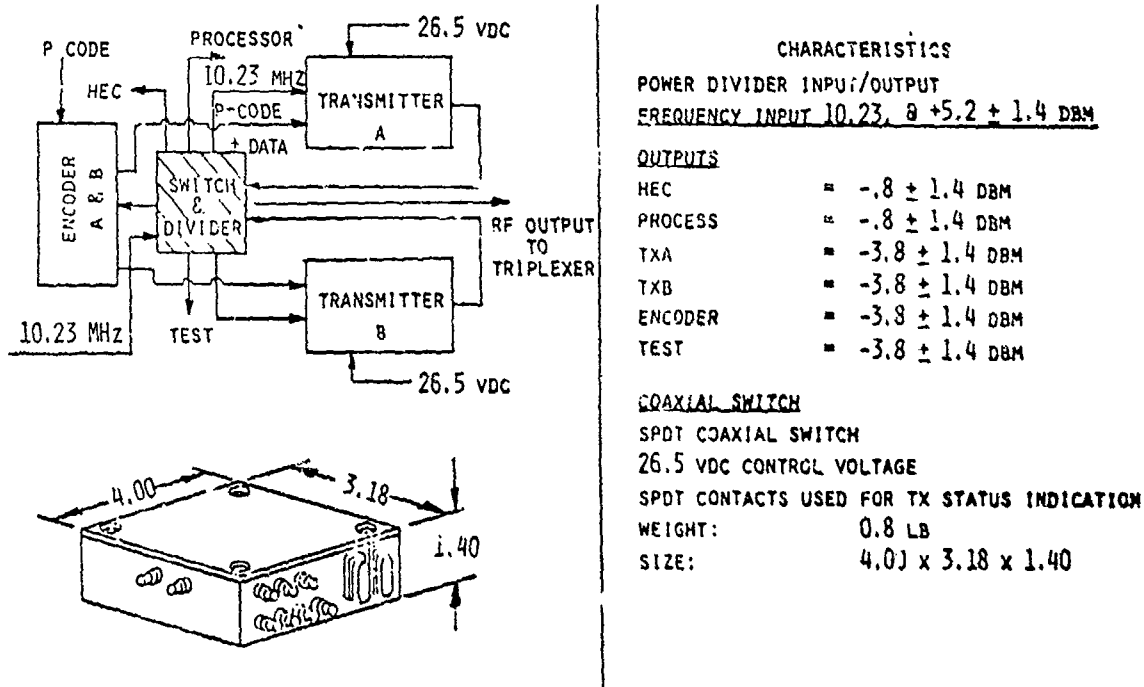 26.5 VDC
P CODE
PROCESSOR
10.23 MHZ
HEC
P-CODE
+ DATA
TRANSMITTER
A
ENCODER
A & B
SWITCH
&
DIVIDER
RF OUTPUT
TO
TRIPLEXER
10.23 MHZ
TEST
TRANSMITTER
B
26.5 VDC
4.00
3.18
1.40
CHARACTERISTICS
POWER DIVIDER INPUT/OUTPUT
FREQUENCY INPUT 10.23, @ +5.2 ± 1.4 DBM
OUTPUTS
HEC = -.8 ± 1.4 DBM
PROCESS = -.8 ± 1.4 DBM
TXA = -3.8 ± 1.4 DBM
TXB = -3.8 ± 1.4 DBM
ENCODER = -3.8 ± 1.4 DBM
TEST = -3.8 ± 1.4 DBM
COAXIAL SWITCH
SPDT COAXIAL SWITCH
26.5 VDC CONTROL VOLTAGE
SPDT CONTACTS USED FOR TX STATUS INDICATION
WEIGHT: 0.8 LB
SIZE: 4.00 x 3.18 x 1.40